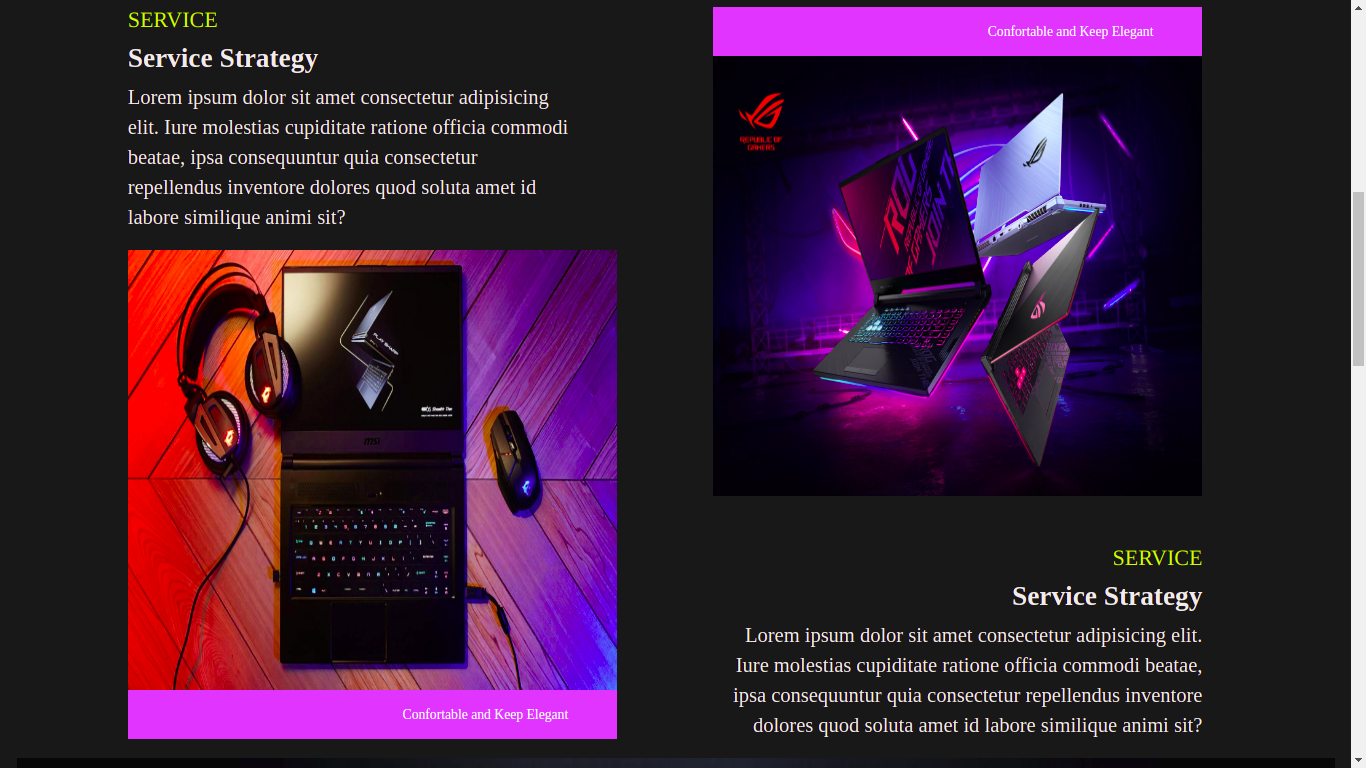 SERVICE
Service Strategy
Lorem ipsum dolor sit amet consectetur adipisicing
elit. Iure molestias cupiditate ratione officia commodi
beatae, ipsa consequuntur quia consectetur
repellendus inventore dolores quod soluta amet id
labore similique animi sit?
msi
Confortable and Keep Elegant
Confortable and Keep Elegant
REPUBLIC OF
GAMERS
SERVICE
Service Strategy
Lorem ipsum dolor sit amet consectetur adipisicing elit.
Iure molestias cupiditate ratione officia commodi beatae,
ipsa consequuntur quia consectetur repellendus inventore
dolores quod soluta amet id labore similique animi sit?